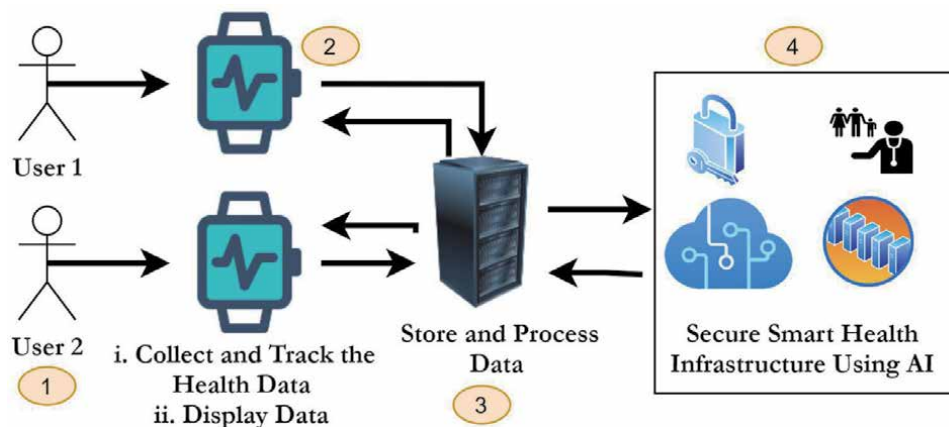 2
4
User 1
User 2
1
i. Collect and Track the
Health Data
ii. Display Data
Store and Process
Data
3
Secure Smart Health
Infrastructure Using AI